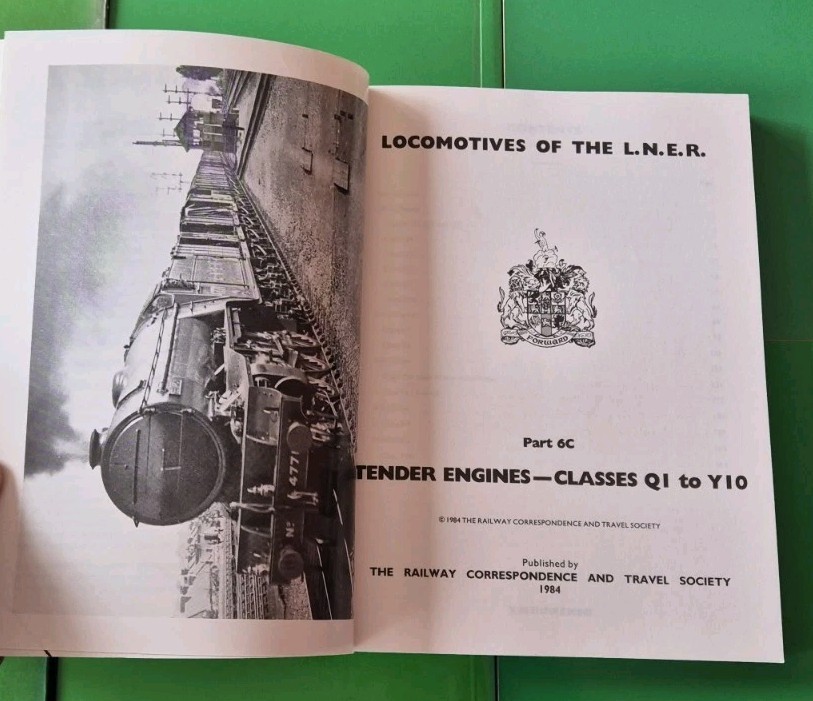 LOCOMOTIVES OF THE L.N.E.R.
FORWARD
Part 6C
TENDER ENGINES—CLASSES Q1 to Y10
© 1984 THE RAILWAY CORRESPONDENCE AND TRAVEL SOCIETY
Published by
THE RAILWAY CORRESPONDENCE AND TRAVEL SOCIETY
1984
Nº 4771